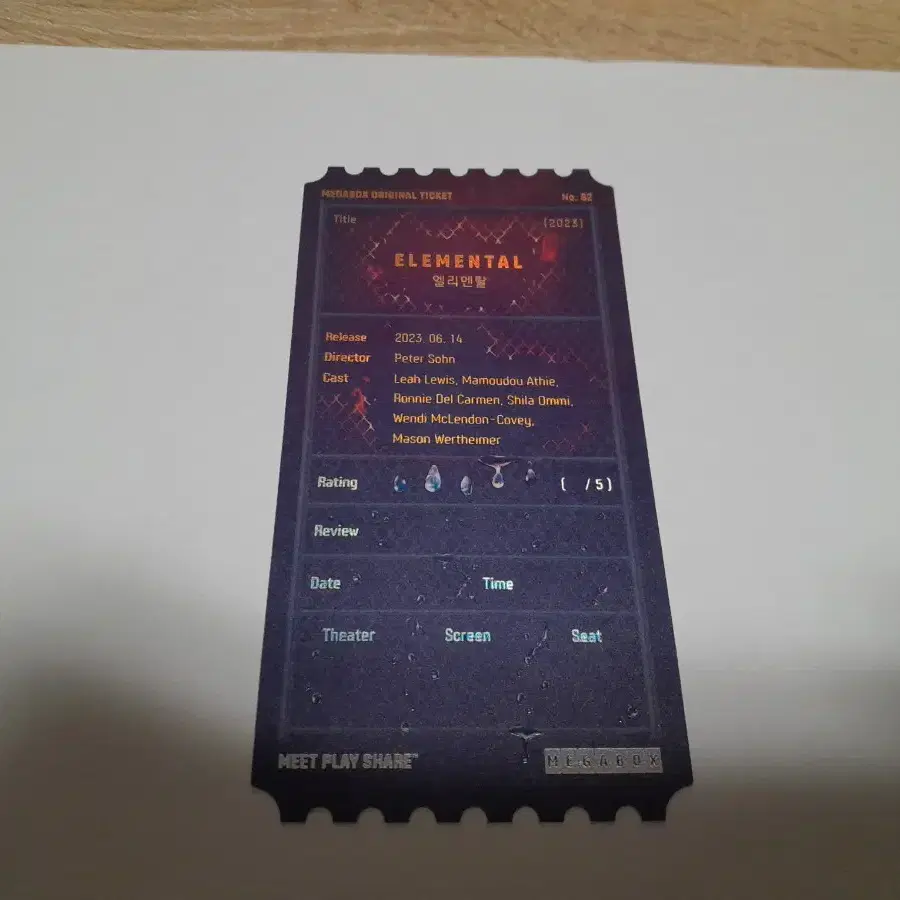 MEGABOX ORIGINAL TICKET No. 82
Title (2023)
ELEMENTAL
엘리멘탈
Release 2023. 06. 14
Director Peter Sohn
Cast Leah Lewis, Mamoudou Athie,
Ronnie Del Carmen, Shila Ommi,
Wendi McLendon-Covey,
Mason Wertheimer
Rating ( /5)
Review
Date Time
Theater Screen Seat
MEET PLAY SHARE™ MEGABOX